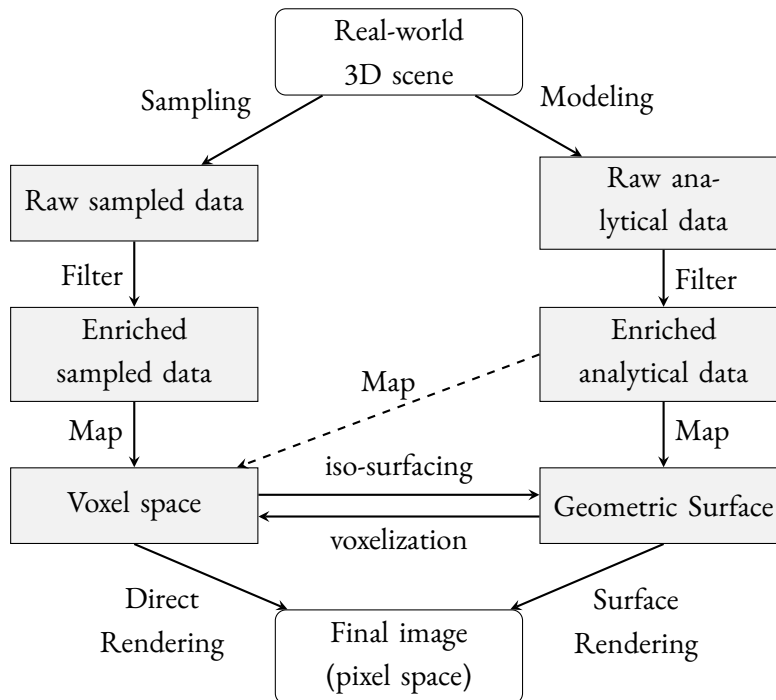 Real-world
3D scene
Sampling
Modeling
Raw sampled data
Raw ana-
lytical data
Filter
Filter
Enriched
sampled data
Enriched
analytical data
Map
Map
Map
iso-surfacing
Voxel space
Geometric Surface
voxelization
Direct
Rendering
Surface
Rendering
Final image
(pixel space)